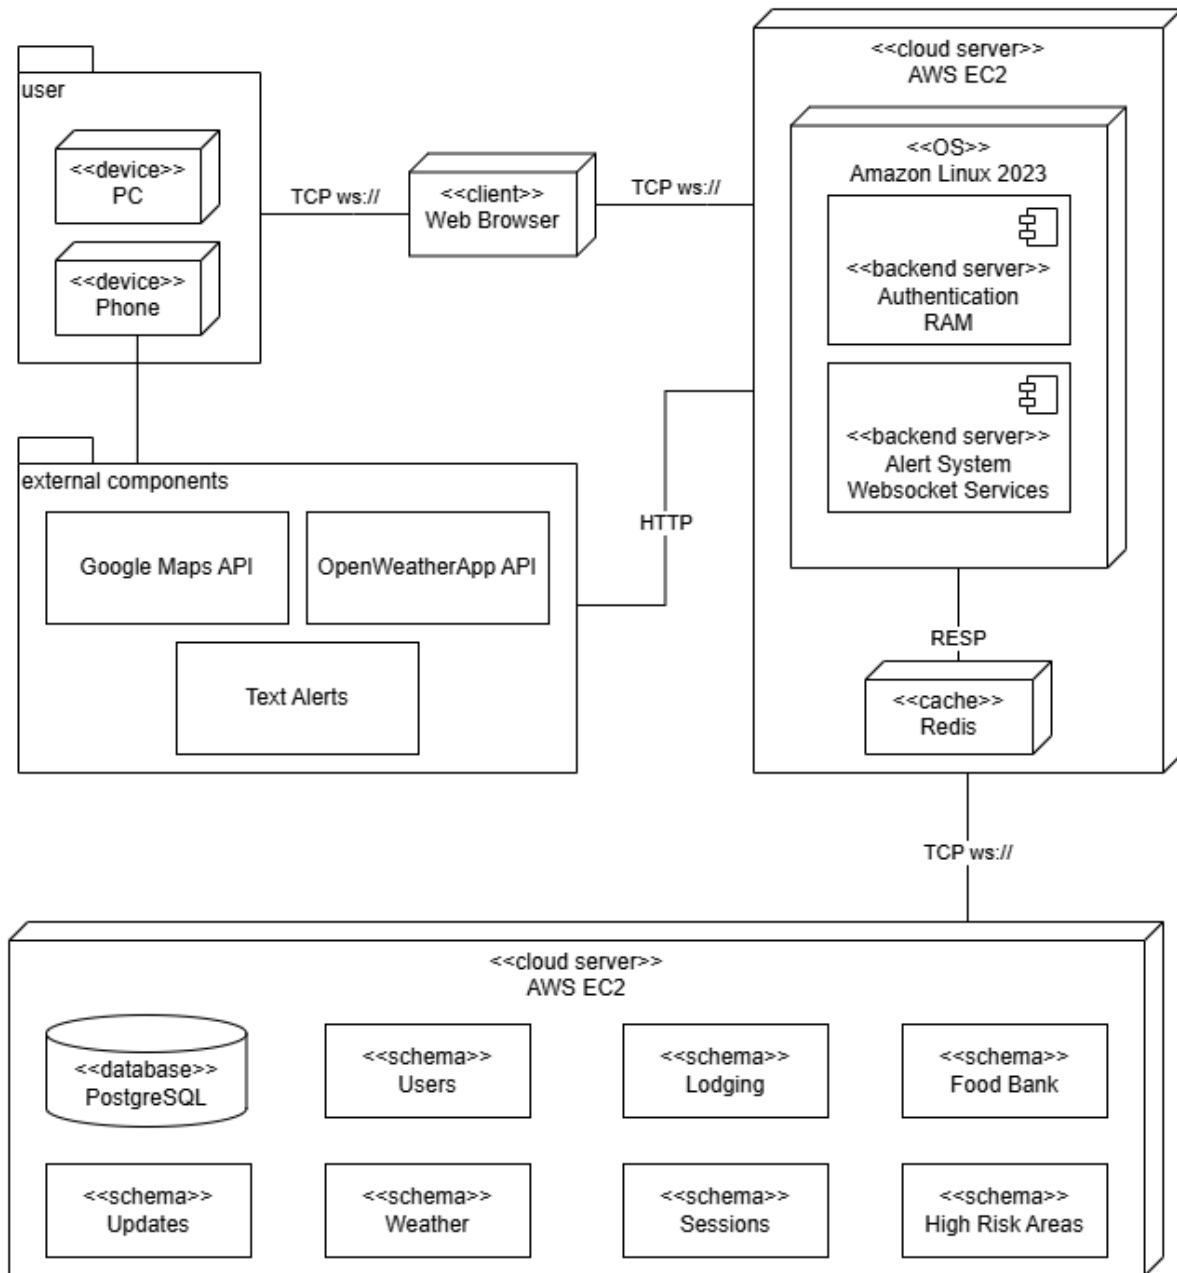 user
<<device>>
PC
<<device>>
Phone
TCP ws://
<<client>>
Web Browser
TCP ws://
<<cloud server>>
AWS EC2
<<OS>>
Amazon Linux 2023
<<backend server>>
Authentication
RAM
<<backend server>>
Alert System
Websocket Services
RESP
<<cache>>
Redis
external components
Google Maps API
OpenWeatherApp API
Text Alerts
HTTP
TCP ws://
<<cloud server>>
AWS EC2
<<database>>
PostgreSQL
<<schema>>
Users
<<schema>>
Lodging
<<schema>>
Food Bank
<<schema>>
Updates
<<schema>>
Weather
<<schema>>
Sessions
<<schema>>
High Risk Areas